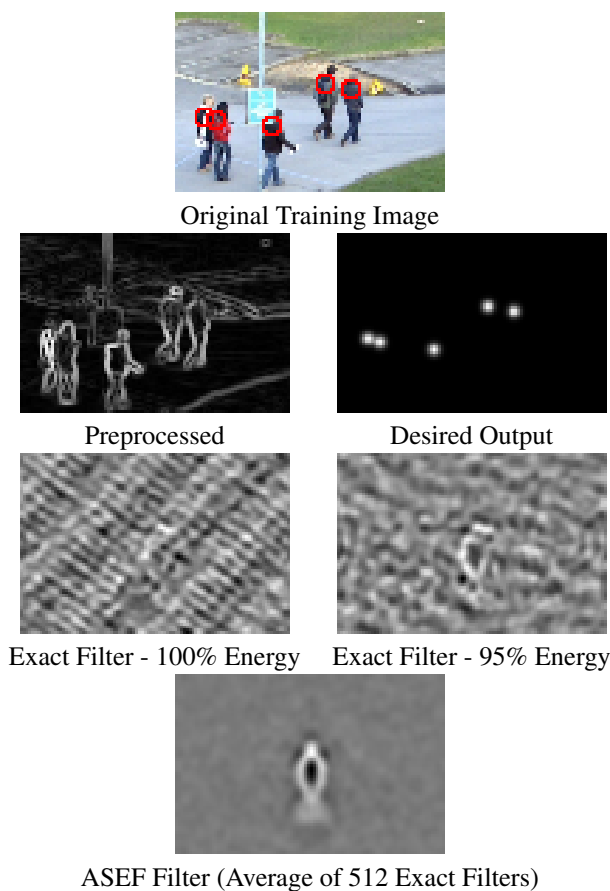 Original Training Image
Preprocessed
Desired Output
Exact Filter - 100% Energy
Exact Filter - 95% Energy
ASEF Filter (Average of 512 Exact Filters)